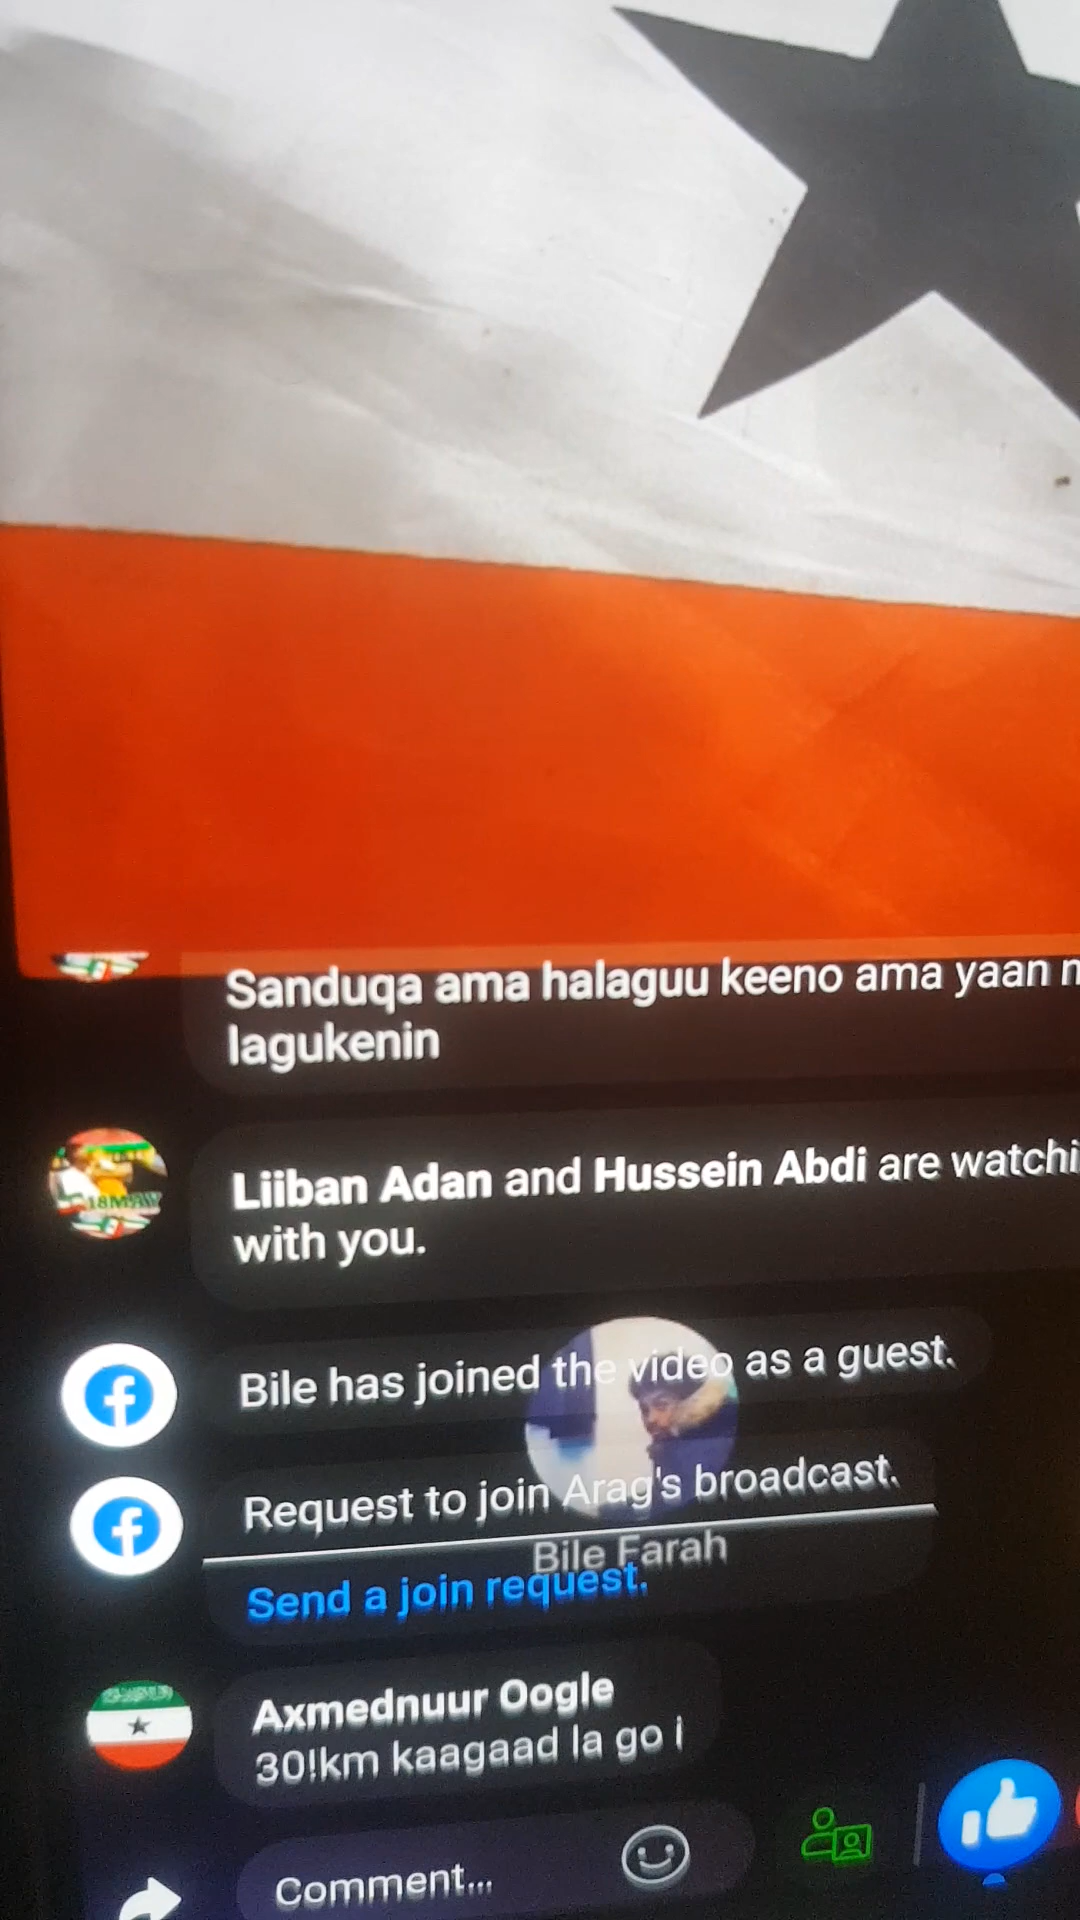 Sanduqa ama halaguu keeno ama yaan
lagukenin
18MAY
Liiban Adan and Hussein Abdi are watchi
with you.
Bile has joined the video as a guest.
Request to join Arag's broadcast.
Bile Farah
Send a join request.
Axmednuur Oogle
30!km kaagaad la go i
Comment...